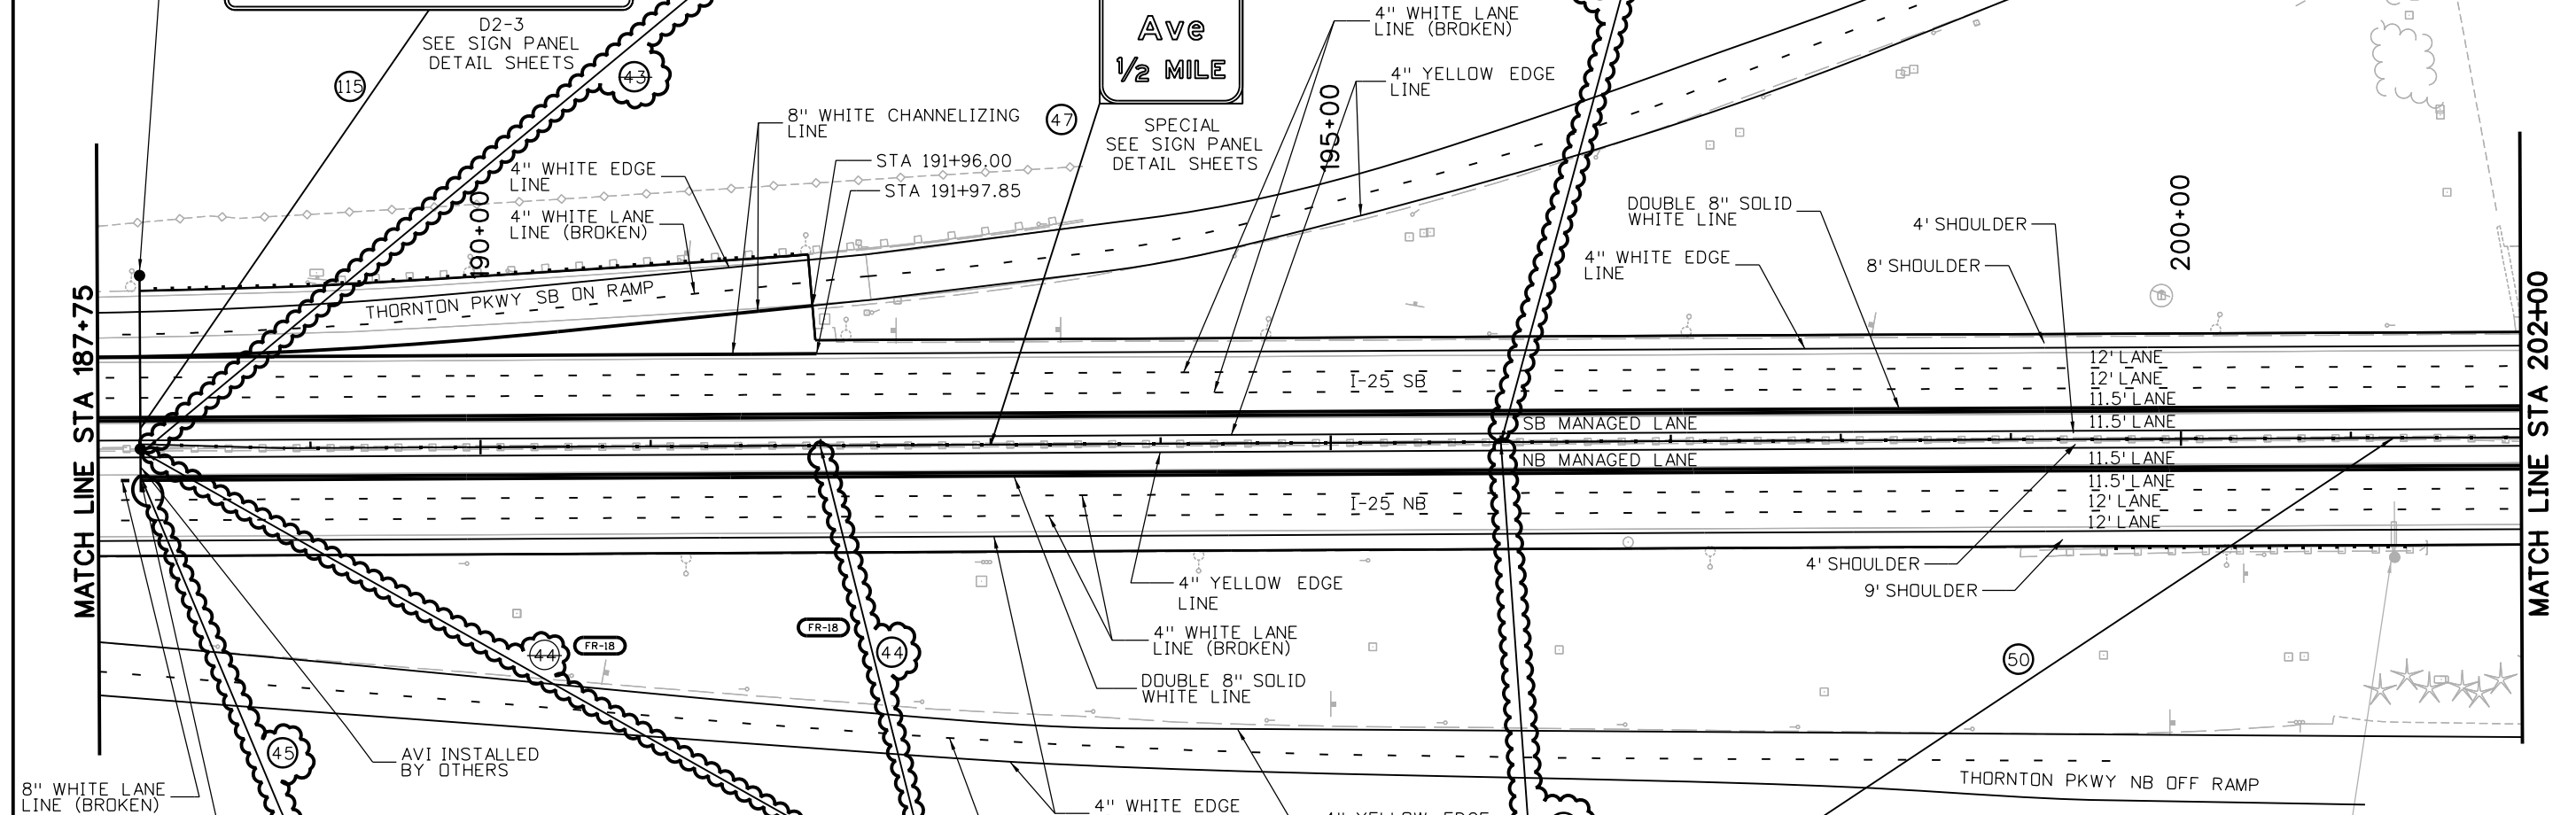 D2-3
SEE SIGN PANEL
DETAIL SHEETS
115
43
Ave
1/2 MILE
SPECIAL
SEE SIGN PANEL
DETAIL SHEETS
47
4" WHITE LANE
LINE (BROKEN)
4" YELLOW EDGE
LINE
8" WHITE CHANNELIZING
LINE
STA 191+96.00
STA 191+97.85
4" WHITE EDGE
LINE
4" WHITE LANE
LINE (BROKEN)
190+00
195+00
200+00
DOUBLE 8" SOLID
WHITE LINE
4" WHITE EDGE
LINE
4' SHOULDER
8' SHOULDER
THORNTON PKWY SB ON RAMP
MATCH LINE STA 187+75
MATCH LINE STA 202+00
I-25 SB
12' LANE
12' LANE
11.5' LANE
SB MANAGED LANE
11.5' LANE
NB MANAGED LANE
11.5' LANE
11.5' LANE
I-25 NB
12' LANE
12' LANE
4' SHOULDER
9' SHOULDER
4" YELLOW EDGE
LINE
4" WHITE LANE
LINE (BROKEN)
DOUBLE 8" SOLID
WHITE LINE
FR-18
44
44
FR-18
50
45
AVI INSTALLED
BY OTHERS
8" WHITE LANE
LINE (BROKEN)
4" WHITE EDGE
4" YELLOW EDGE
THORNTON PKWY NB OFF RAMP